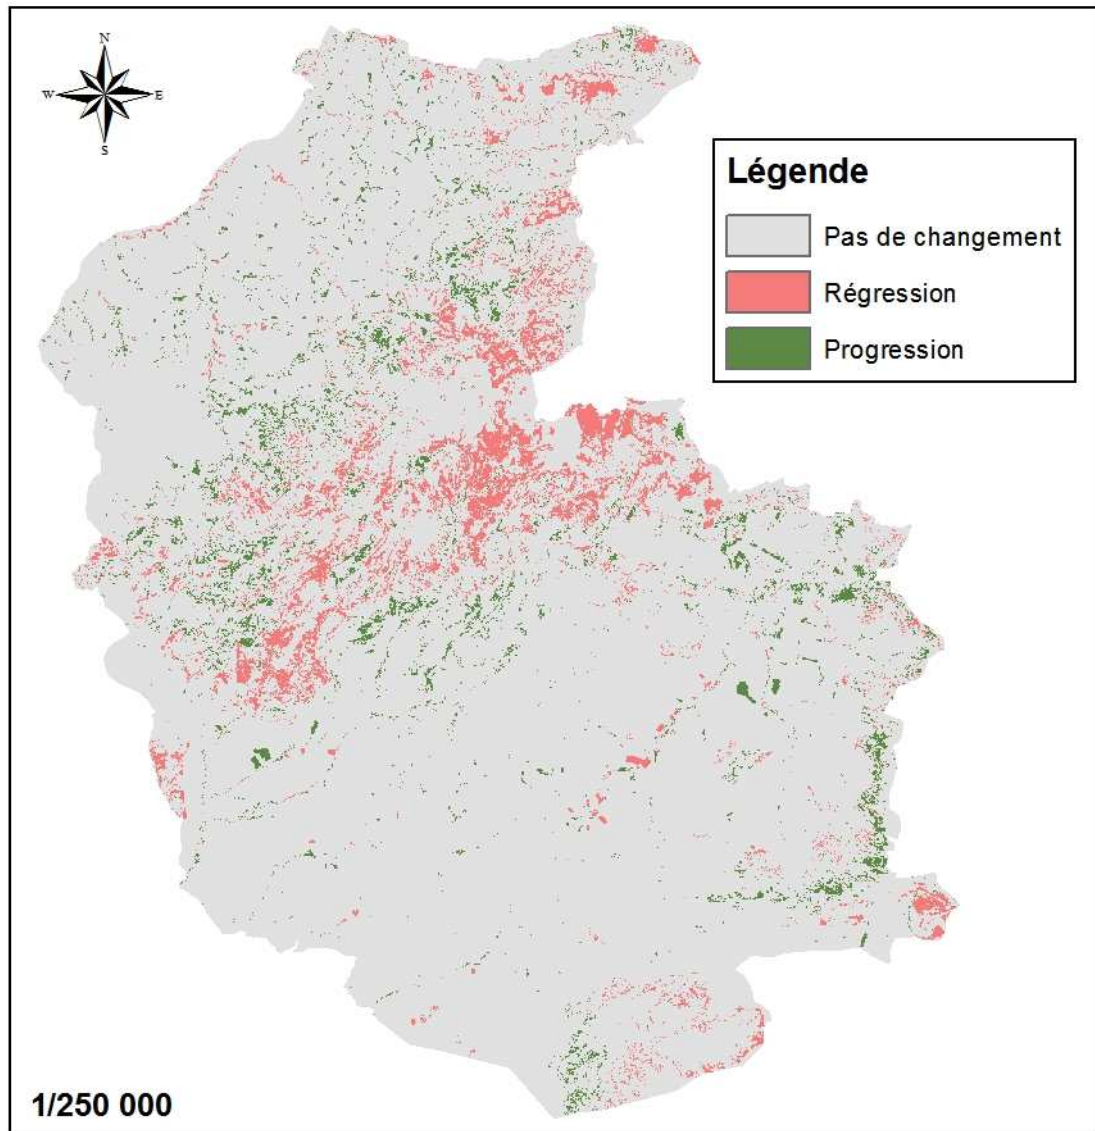 N
W E
S
Légende
Pas de changement
Régression
Progression
1/250 000